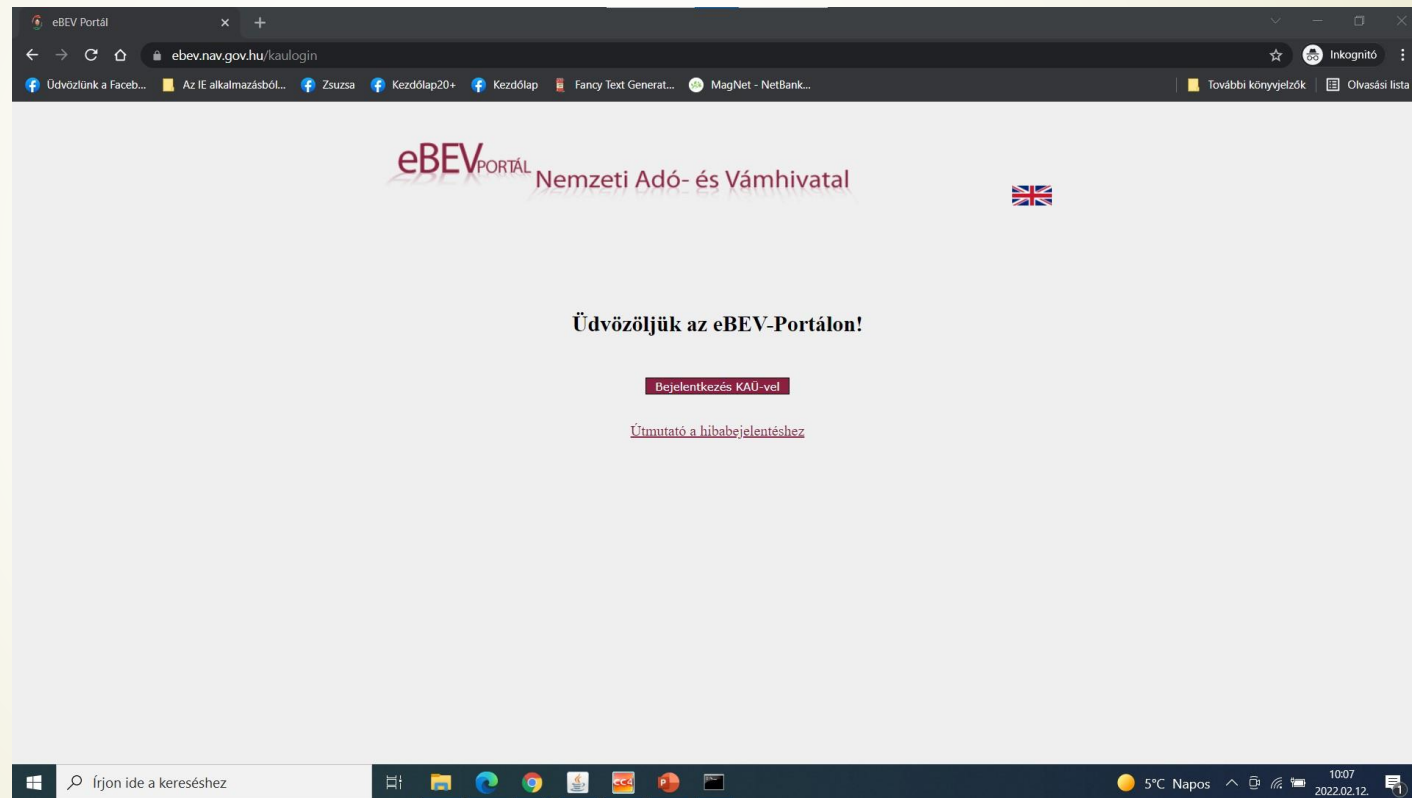 eBEV Portál
ebev.nav.gov.hu/kaulogin
Inkognitó
Üdvözlünk a Faceb...
Az IE alkalmazásból...
Zsuzsa
Kezdőlap20+
Kezdőlap
Fancy Text Generat...
MagNet - NetBank...
További könyvjelzők
Olvasási lista
eBEV PORTÁL
Nemzeti Adó- és Vámhivatal
Üdvözöljük az eBEV-Portálon!
Bejelentkezés KAÜ-vel
Útmutató a hibabejelentéshez
Írjon ide a kereséshez
CC4
5°C Napos
10:07
2022.02.12.
1